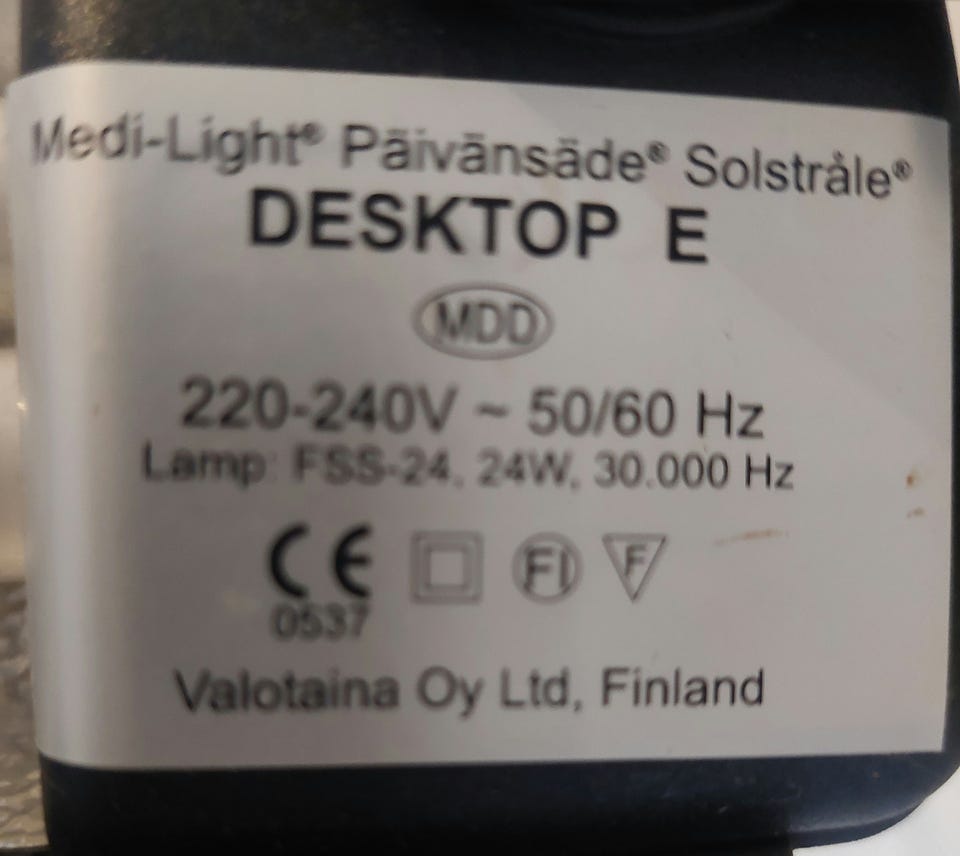 Medi-Light® Päivänsäde® Solstråle®
DESKTOP E
MDD
220-240V ~ 50/60 Hz
Lamp: FSS-24, 24W, 30.000 Hz
CE FI F
0537
Valotaina Oy Ltd, Finland